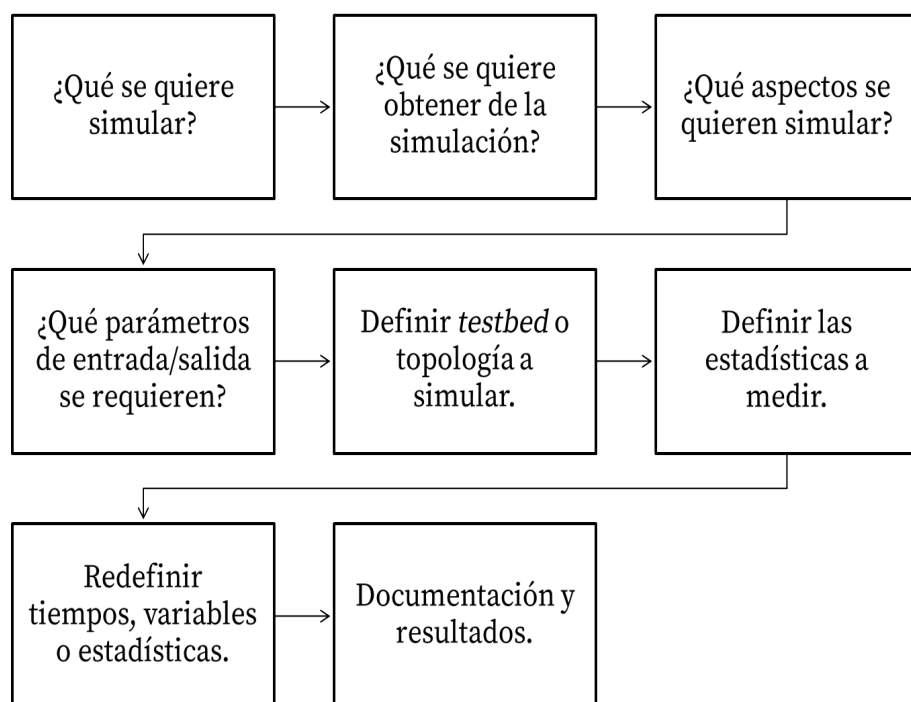 ¿Qué se quiere
simular?
¿Qué se quiere
obtener de la
simulación?
¿Qué aspectos se
quieren simular?
¿Qué parámetros
de entrada/salida
se requieren?
Definir testbed o
topología a
simular.
Definir las
estadísticas a
medir.
Redefinir
tiempos, variables
o estadísticas.
Documentación y
resultados.